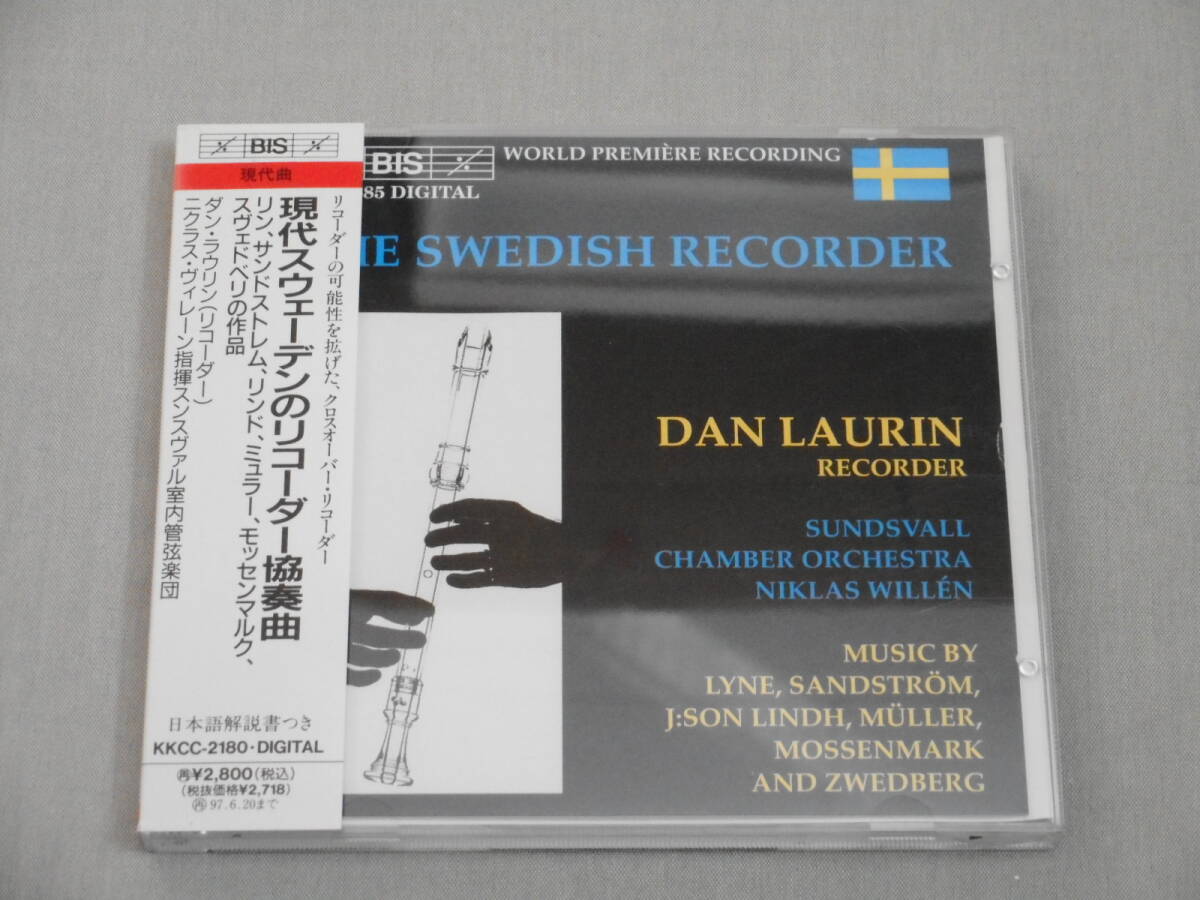 BIS
現代曲
リコーダーの可能性を拡げた、クロスオーバー・リコーダー
現代スウェーデンのリコーダー協奏曲
リン、サンドストレム、リンド、ミュラー、モッセンマルク、
スヴェドベリの作品
ダン・ラウリン(リコーダー)
ニクラス・ヴィレーン指揮スンスヴァル室内管弦楽団
日本語解説書つき
KKCC-2180・DIGITAL
再¥2,800(税込)
(税抜価格¥2,718)
再97.6.20まで
BIS
WORLD PREMIÈRE RECORDING
85 DIGITAL
HE SWEDISH RECORDER
DAN LAURIN
RECORDER
SUNDSVALL
CHAMBER ORCHESTRA
NIKLAS WILLÉN
MUSIC BY
LYNE, SANDSTRÖM,
J:SON LINDH, MÜLLER,
MOSSENMARK
AND ZWEDBERG